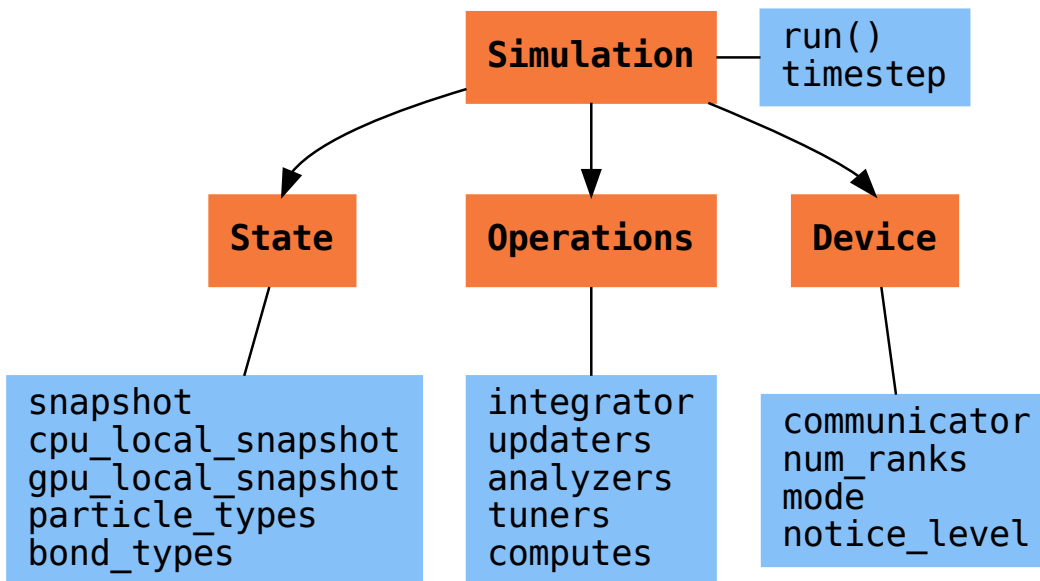 Simulation
run()
timestep
State
Operations
Device
snapshot
cpu_local_snapshot
gpu_local_snapshot
particle_types
bond_types
integrator
updaters
analyzers
tuners
computes
communicator
num_ranks
mode
notice_level